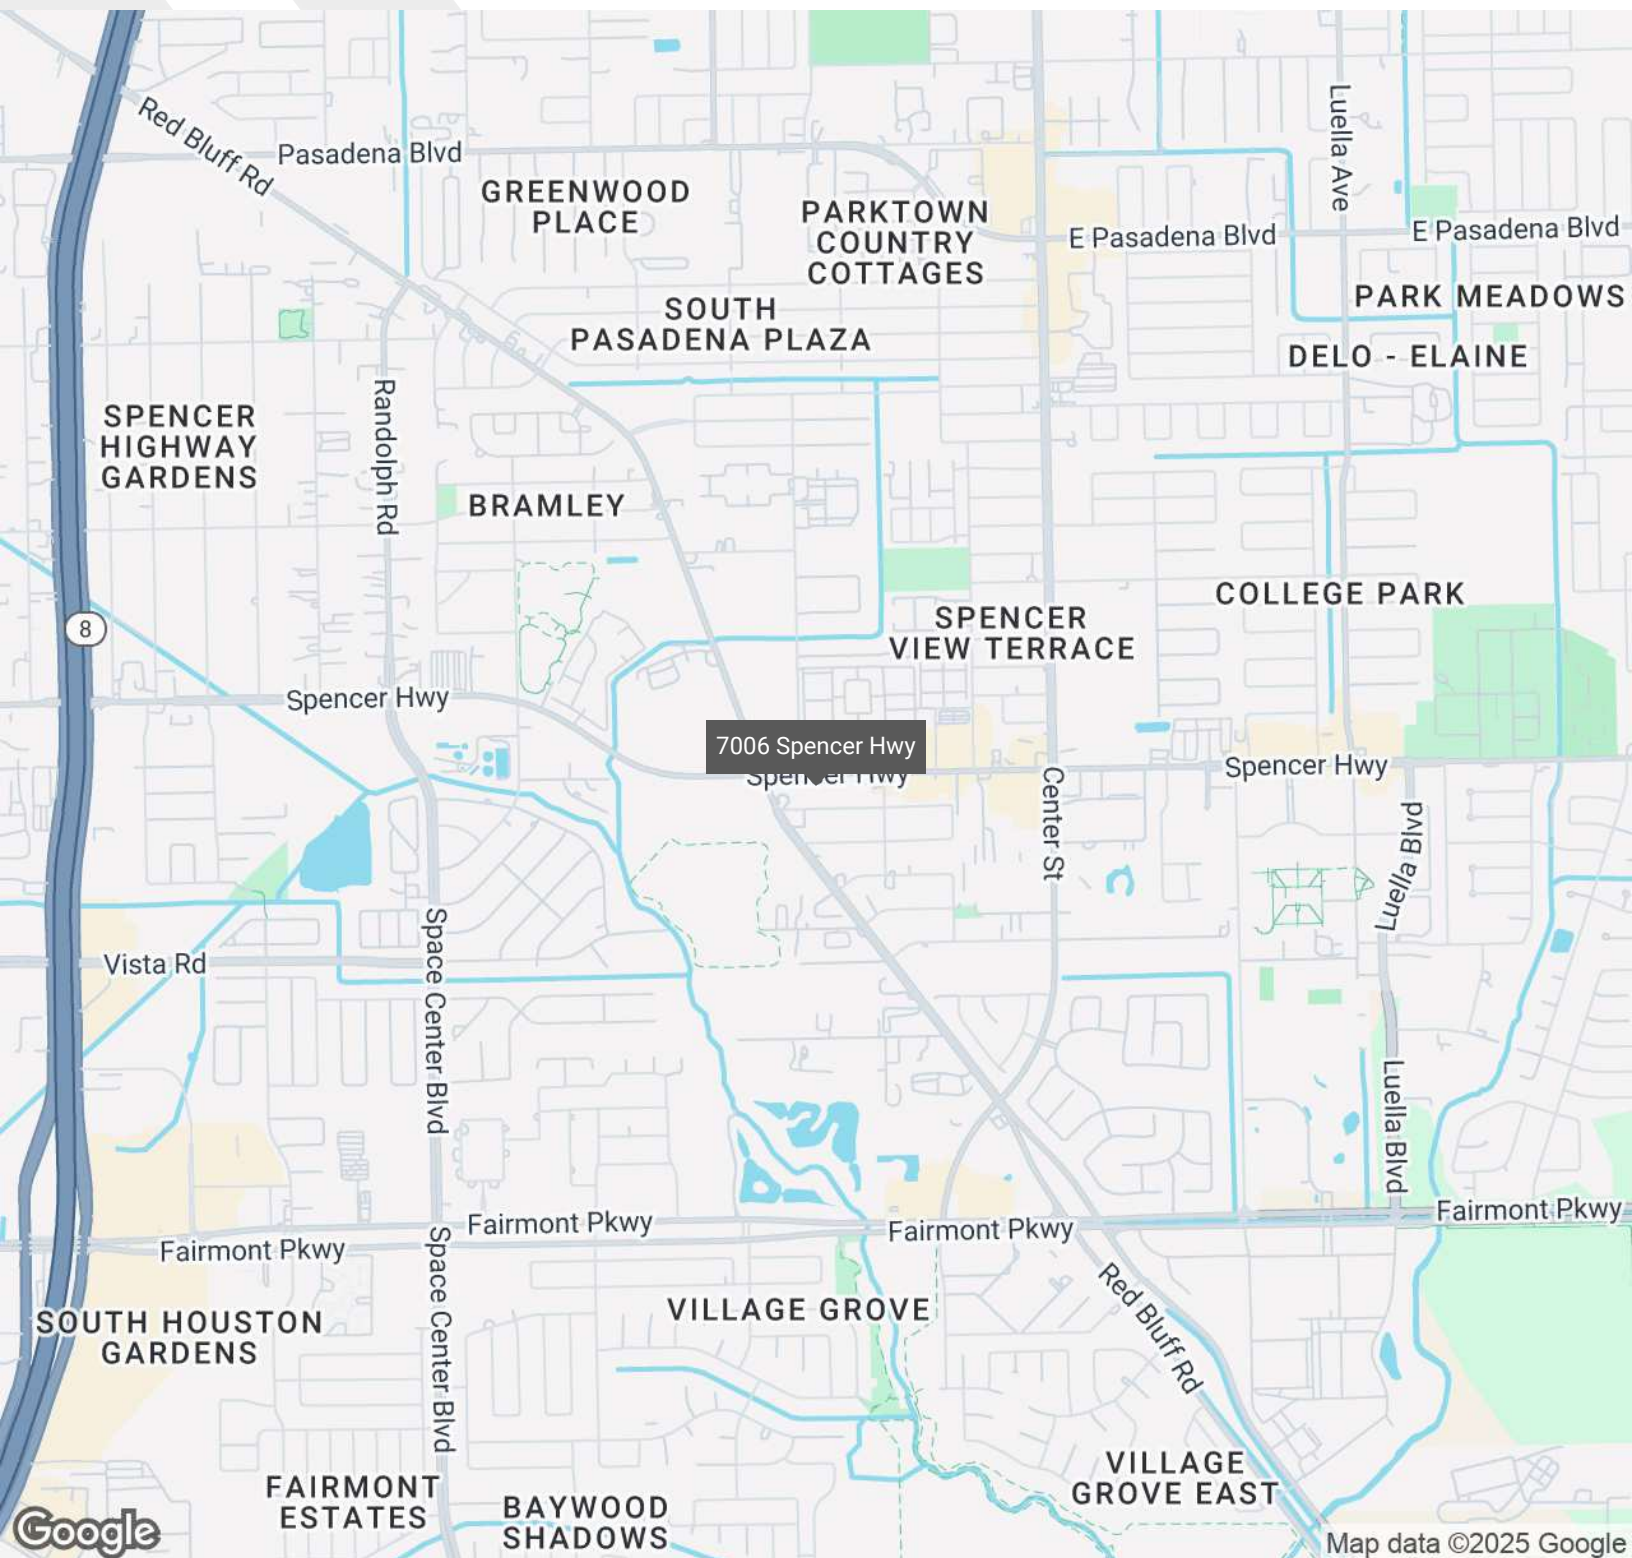 Red Bluff Rd
Pasadena Blvd
Luella Ave
GREENWOOD
PLACE
PARKTOWN
COUNTRY
COTTAGES
E Pasadena Blvd
E Pasadena Blvd
SOUTH
PASADENA PLAZA
PARK MEADOWS
DELO - ELAINE
SPENCER
HIGHWAY
GARDENS
Randolph Rd
BRAMLEY
COLLEGE PARK
SPENCER
VIEW TERRACE
8
Spencer Hwy
7006 Spencer Hwy
Spencer Hwy
Spencer Hwy
Center St
Luella Blvd
Space Center Blvd
Vista Rd
Luella Blvd
Fairmont Pkwy
Fairmont Pkwy
Fairmont Pkwy
Fairmont Pkwy
Space Center Blvd
Red Bluff Rd
SOUTH HOUSTON
GARDENS
VILLAGE GROVE
VILLAGE
GROVE EAST
FAIRMONT
ESTATES
BAYWOOD
SHADOWS
Google
Map data ©2025 Google